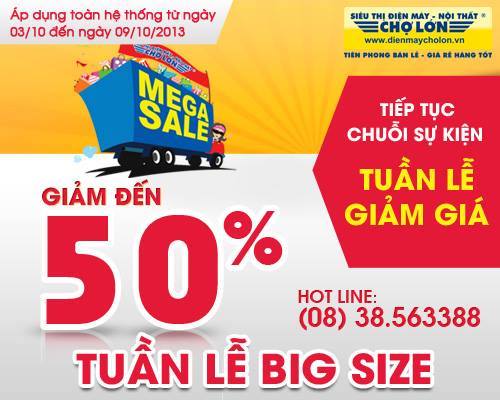 Áp dụng toàn hệ thống từ ngày
03/10 đến ngày 09/10/2013
SIÊU THỊ ĐIỆN MÁY - NỘI THẤT
CHỢ LỚN
www.dienmaycholon.vn
TIÊN PHONG BÁN LẺ - GIÁ RẺ HÀNG TỐT
CHỢ LỚN
MEGA
SALE
TIẾP TỤC
CHUỖI SỰ KIỆN
TUẦN LỄ
GIẢM GIÁ
GIẢM ĐẾN
50%
HOT LINE:
(08) 38.563388
TUẦN LỄ BIG SIZE